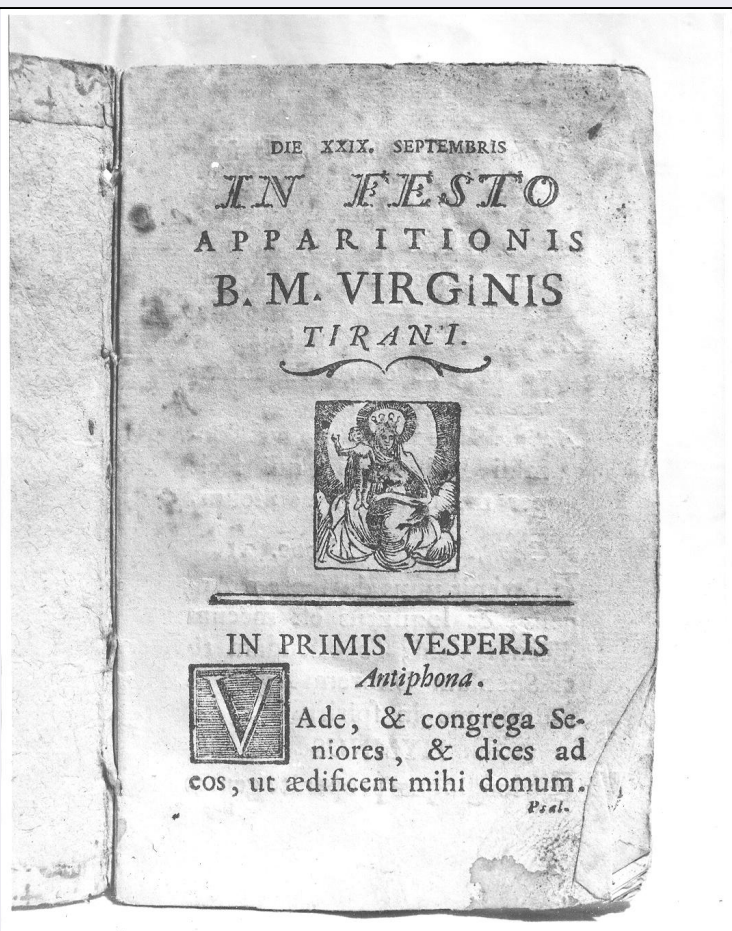 DIE XXIX. SEPTEMBRIS
IN FESTO
APPARITIONIS
B. M. VIRGiNIS
TIRANI.
IN PRIMIS VESPERIS
Antiphona.
VAde, & congrega Se-
niores, & dices ad
eos, ut ædificent mihi domum.
Psal.